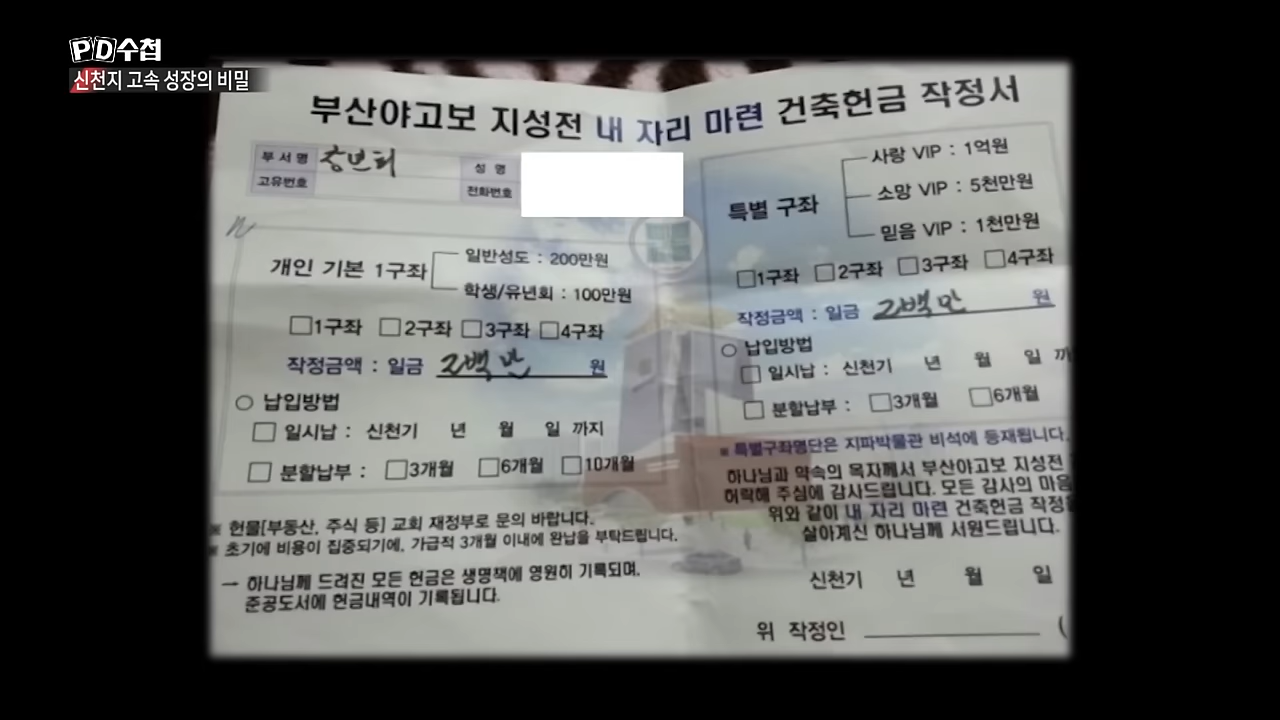 PD수첩
신천지 고속 성장의 비밀
부산야고보 지성전 내 자리 마련 건축헌금 작정서
부서명
성 명
고유번호
전화번호
개인 기본 1구좌
일반성도 : 200만원
학생/유년회 : 100만원
□1구좌 □2구좌 □3구좌 □4구좌
작정금액 : 일금 2백만 원
○ 납입방법
□ 일시납 : 신천기 년 월 일 까지
□ 분할납부 : □3개월 □6개월 □10개월
※ 헌물[부동산, 주식 등] 교회 재정부로 문의 바랍니다.
※ 초기에 비용이 집중되기에, 가급적 3개월 이내에 완납을 부탁드립니다.
→ 하나님께 드려진 모든 헌금은 생명책에 영원히 기록되며,
준공도서에 헌금내역이 기록됩니다.
특별 구좌
사랑 VIP : 1억원
소망 VIP : 5천만원
믿음 VIP : 1천만원
□1구좌 □2구좌 □3구좌 □4구좌
작정금액 : 일금 2백만 원
○ 납입방법
□ 일시납 : 신천기 년 월 일 까
□ 분할납부 : □3개월 □6개월
※ 특별구좌명단은 지파박물관 비석에 등재됩니다.
하나님과 약속의 목자께서 부산야고보 지성전
허락해 주심에 감사드립니다. 모든 감사의 마음
위와 같이 내 자리 마련 건축헌금 작정을
살아계신 하나님께 서원드립니다.
신천기 년 월 일
위 작정인 (